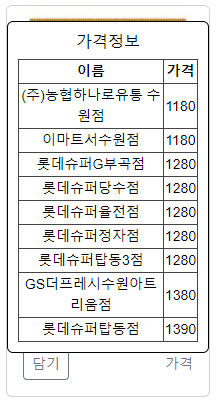 가격정보
이름 가격
(주)농협하나로유통 수
원점 1180
이마트서수원점 1180
롯데슈퍼G부곡점 1280
롯데슈퍼당수점 1280
롯데슈퍼율전점 1280
롯데슈퍼정자점 1280
롯데슈퍼탑동3점 1280
GS더프레시수원아트
리움점 1380
롯데슈퍼탑동점 1390
담기 가격